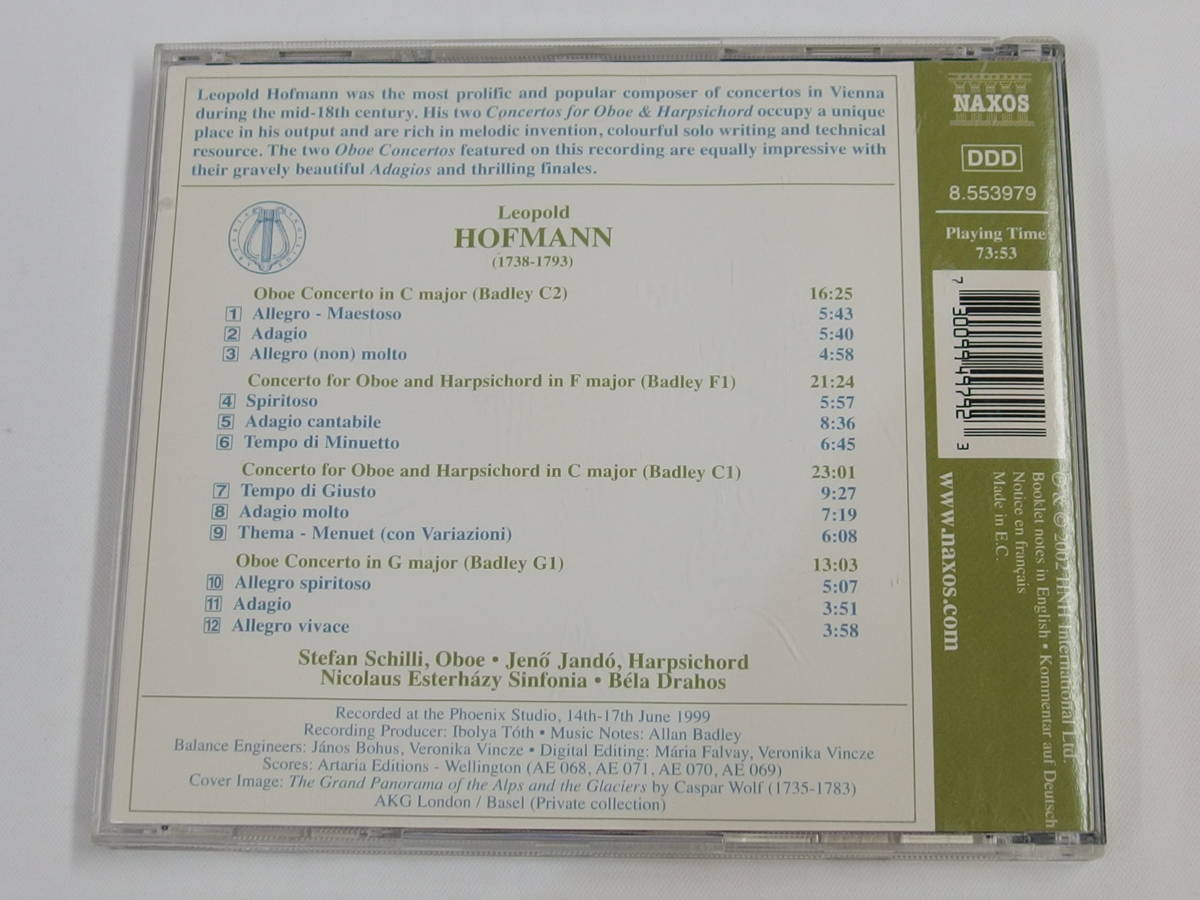 Leopold Hofmann was the most prolific and popular composer of concertos in Vienna
during the mid-18th century. His two Concertos for Oboe & Harpsichord occupy a unique
place in his output and are rich in melodic invention, colourful solo writing and technical
resource. The two Oboe Concertos featured on this recording are equally impressive with
their gravely beautiful Adagios and thrilling finales.
Leopold
HOFMANN
(1738-1793)
Oboe Concerto in C major (Badley C2) 16:25
1 Allegro - Maestoso 5:43
2 Adagio 5:40
3 Allegro (non) molto 4:58
Concerto for Oboe and Harpsichord in F major (Badley F1) 21:24
4 Spiritoso 5:57
5 Adagio cantabile 8:36
6 Tempo di Minuetto 6:45
Concerto for Oboe and Harpsichord in C major (Badley C1) 23:01
7 Tempo di Giusto 9:27
8 Adagio molto 7:19
9 Thema - Menuet (con Variazioni) 6:08
Oboe Concerto in G major (Badley G1) 13:03
10 Allegro spiritoso 5:07
11 Adagio 3:51
12 Allegro vivace 3:58
Stefan Schilli, Oboe • Jenő Jandó, Harpsichord
Nicolaus Esterházy Sinfonia • Béla Drahos
Recorded at the Phoenix Studio, 14th-17th June 1999
Recording Producer: Ibolya Tóth • Music Notes: Allan Badley
Balance Engineers: János Bohus, Veronika Vincze • Digital Editing: Mária Falvay, Veronika Vincze
Scores: Artaria Editions - Wellington (AE 068, AE 071, AE 070, AE 069)
Cover Image: The Grand Panorama of the Alps and the Glaciers by Caspar Wolf (1735-1783)
AKG London / Basel (Private collection)
NAXOS
DDD
8.553979
Playing Time
73:53
7 30099 49792 3
www.naxos.com
℗ & © 2002 HNH International Ltd.
Booklet notes in English • Kommentar auf Deutsch
Notice en français
Made in E.C.